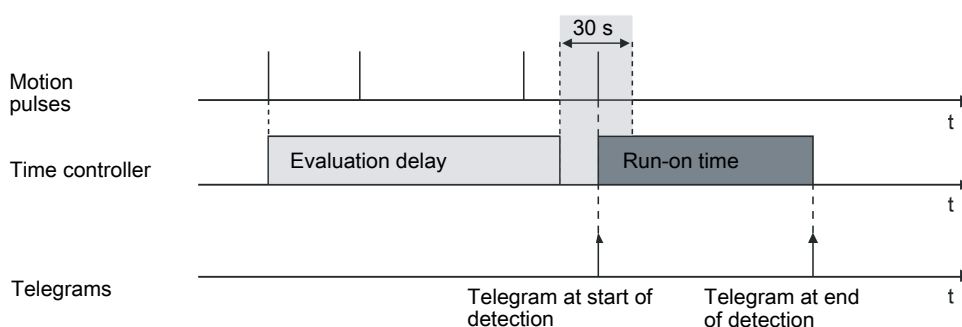 30 s
Motion
pulses
t
Time controller
Evaluation delay
Run-on time
t
Telegrams
t
Telegram at start of
detection
Telegram at end
of detection